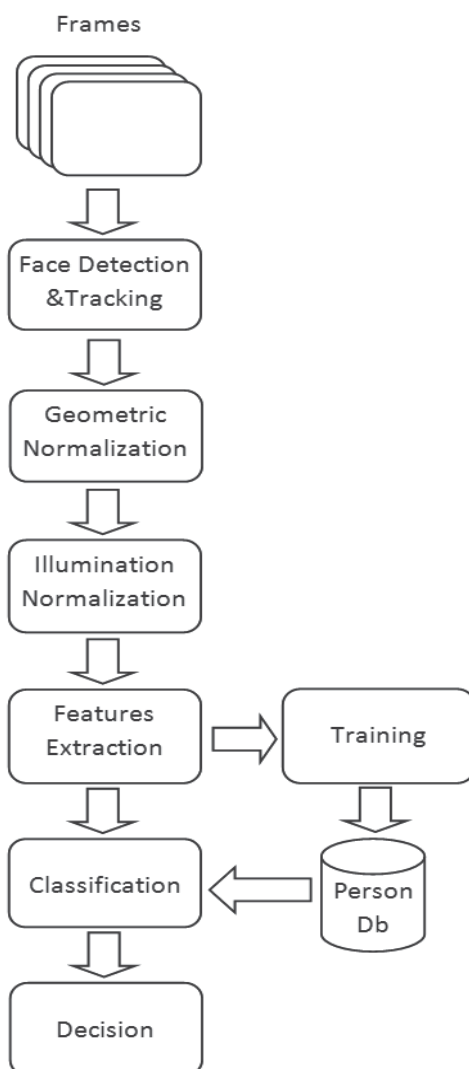 Frames
Face Detection
&Tracking
Geometric
Normalization
Illumination
Normalization
Features
Extraction
Training
Classification
Person
Db
Decision